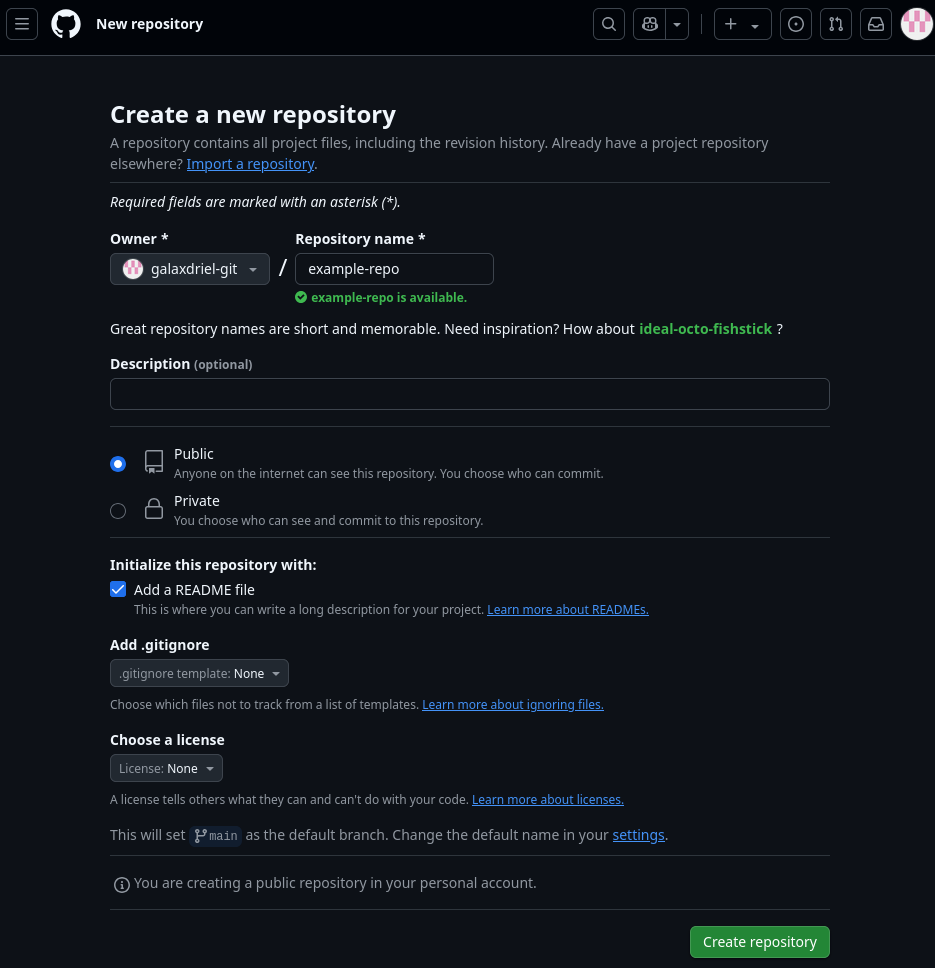 New repository
Create a new repository
A repository contains all project files, including the revision history. Already have a project repository
elsewhere? Import a repository.
Required fields are marked with an asterisk (*).
Owner * Repository name *
galaxdriel-git / example-repo
example-repo is available.
Great repository names are short and memorable. Need inspiration? How about ideal-octo-fishstick ?
Description (optional)
Public
Anyone on the internet can see this repository. You choose who can commit.
Private
You choose who can see and commit to this repository.
Initialize this repository with:
Add a README file
This is where you can write a long description for your project. Learn more about READMEs.
Add .gitignore
.gitignore template: None
Choose which files not to track from a list of templates. Learn more about ignoring files.
Choose a license
License: None
A license tells others what they can and can't do with your code. Learn more about licenses.
This will set main as the default branch. Change the default name in your settings.
You are creating a public repository in your personal account.
Create repository